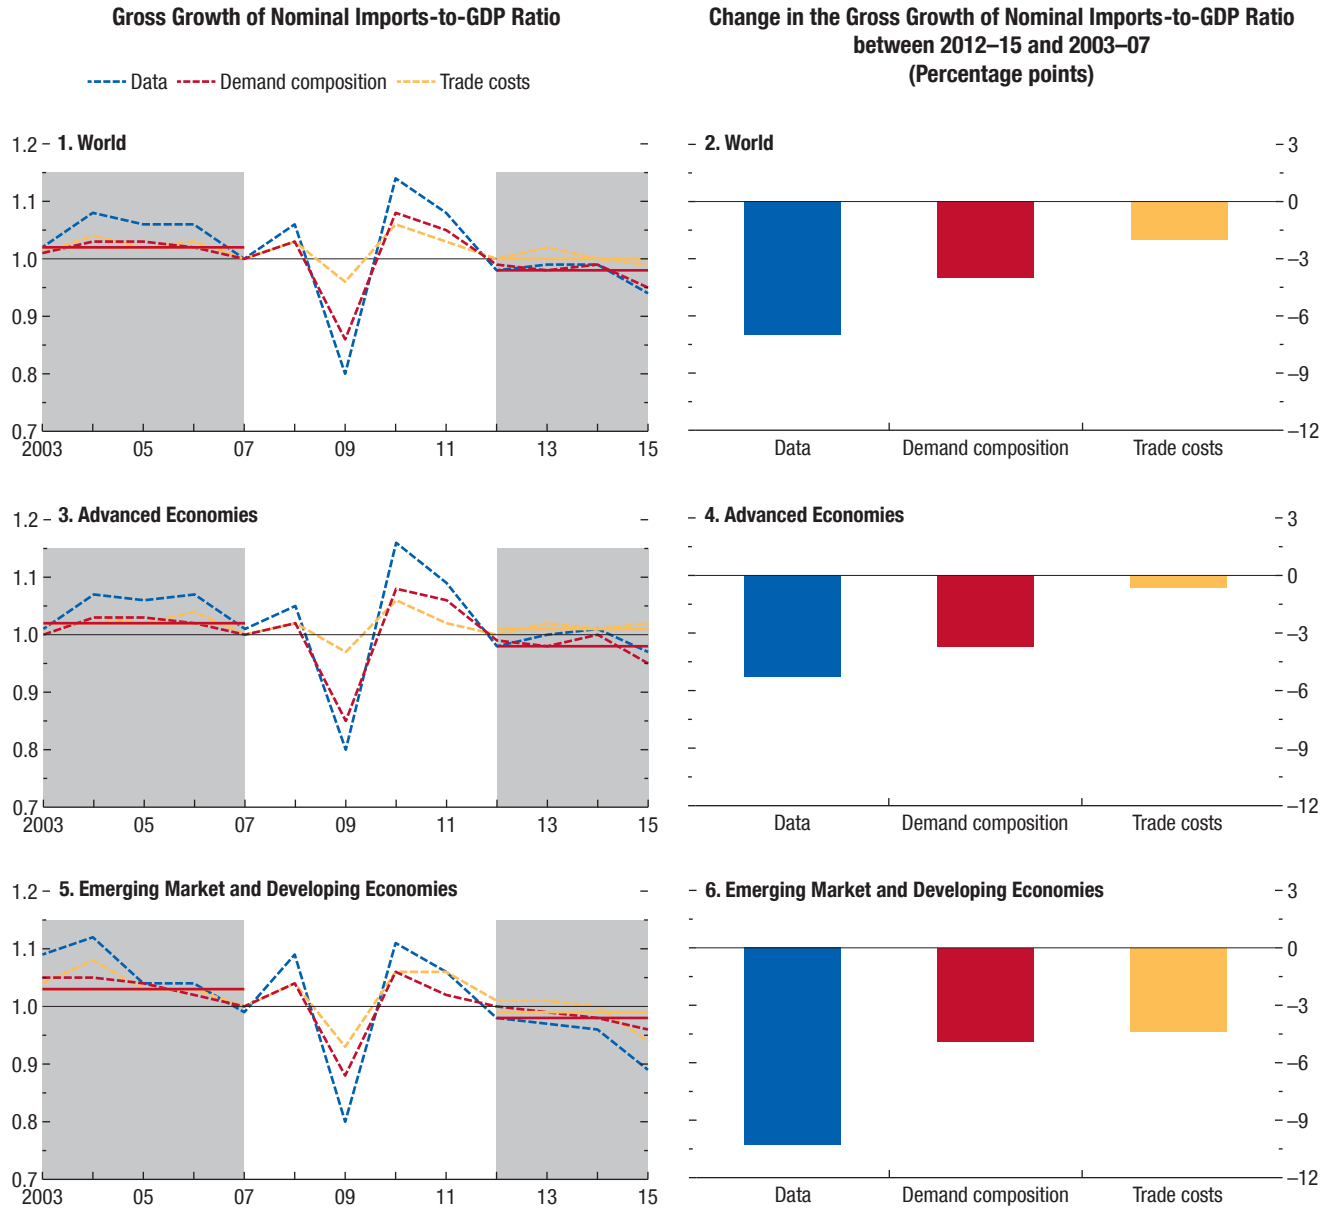 Gross Growth of Nominal Imports-to-GDP Ratio
Change in the Gross Growth of Nominal Imports-to-GDP Ratio
between 2012–15 and 2003–07
(Percentage points)
Data Demand composition Trade costs
1. World
1.2
1.1
1.0
0.9
0.8
0.7
2003 05 07 09 11 13 15
2. World
3
0
–3
–6
–9
–12
Data Demand composition Trade costs
3. Advanced Economies
1.2
1.1
1.0
0.9
0.8
0.7
2003 05 07 09 11 13 15
4. Advanced Economies
3
0
–3
–6
–9
–12
Data Demand composition Trade costs
5. Emerging Market and Developing Economies
1.2
1.1
1.0
0.9
0.8
0.7
2003 05 07 09 11 13 15
6. Emerging Market and Developing Economies
3
0
–3
–6
–9
–12
Data Demand composition Trade costs